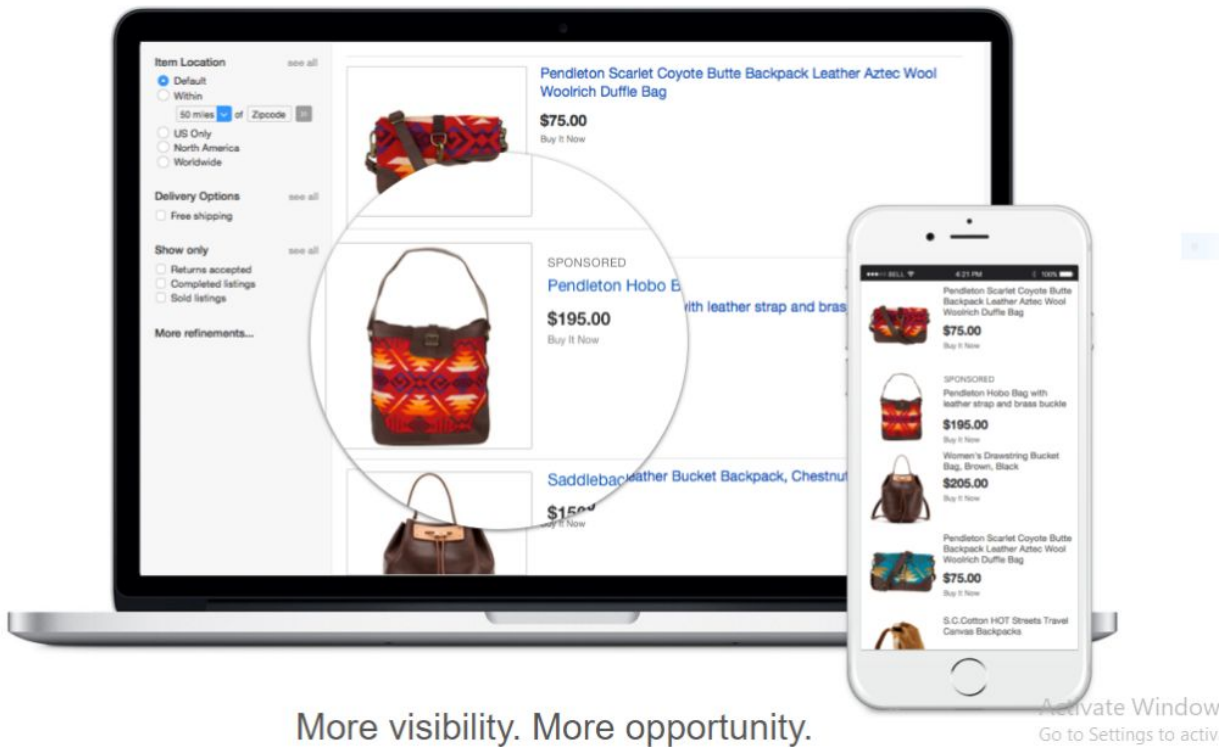 Item Location see all
Default
Within
50 mies of Zipcode
US Only
North America
Worldwide
Delivery Options see all
Free shipping
Show only see all
Returns accepted
Completed listings
Sold listings
More refinements...
Pendleton Scarlet Coyote Butte Backpack Leather Aztec Wool
Woolrich Duffle Bag
$75.00
Buy It Now
SPONSORED
Pendleton Hobo B
with leather strap and bras
$195.00
Buy It Now
Saddlebac
eather Bucket Backpack, Chestnut
Buy It Now
BELL 4:21 PM 100%
Pendleton Scarlet Coyote Butte
Backpack Leather Aztec Wool
Woolrich Duffle Bag
$75.00
Buy It Now
SPONSORED
Pendleton Hobo Bag with
leather strap and brass buckle
$195.00
Buy It Now
Women's Drawstring Bucket
Bag, Brown, Black
$205.00
Buy It Now
Pendleton Scarlet Coyote Butte
Backpack Leather Aztec Wool
Woolrich Duffle Bag
$75.00
Buy It Now
S.C.Cotton HOT Streets Travel
Canvas Backpacks
More visibility. More opportunity.
Activate Window
Go to Settings to activ